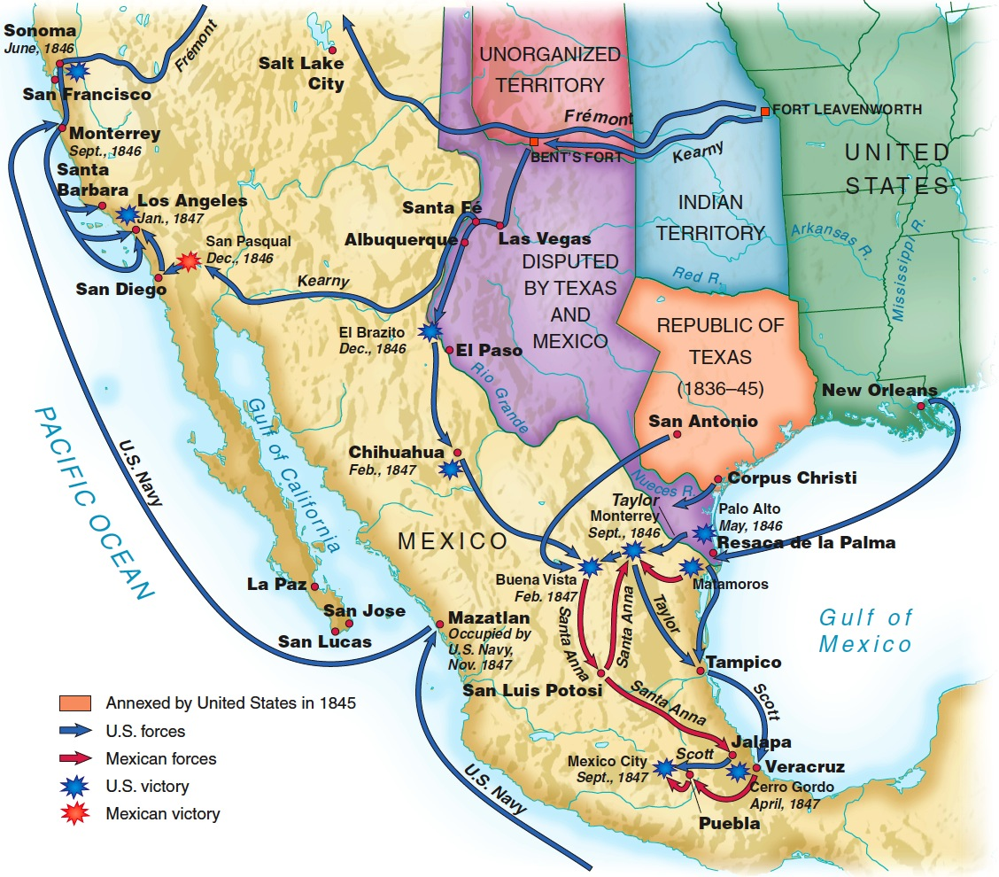 Sonoma
June, 1846
Frémont
San Francisco
Salt Lake
City
UNORGANIZED
TERRITORY
Frémont
FORT LEAVENWORTH
Kearny
BENT'S FORT
UNITED
STATES
Monterrey
Sept., 1846
Santa
Barbara
Los Angeles
Jan., 1847
San Pasqual
Dec., 1846
San Diego
Kearny
Santa Fé
Albuquerque
Las Vegas
DISPUTED
BY TEXAS
AND
MEXICO
INDIAN
TERRITORY
Arkansas R.
Mississippi R.
Red R.
El Brazito
Dec., 1846
El Paso
Rio Grande
REPUBLIC OF
TEXAS
(1836–45)
New Orleans
San Antonio
PACIFIC OCEAN
U.S. Navy
Gulf of California
Chihuahua
Feb., 1847
Corpus Christi
Nueces R.
Taylor
Monterrey
Sept., 1846
Palo Alto
May, 1846
Resaca de la Palma
MEXICO
Buena Vista
Feb. 1847
Matamoros
La Paz
San Jose
San Lucas
Mazatlan
Occupied by
U.S. Navy,
Nov. 1847
Santa Anna
Santa Anna
Taylor
Gulf of
Mexico
Tampico
San Luis Potosi
Santa Anna
Scott
Jalapa
Scott
Mexico City
Sept., 1847
Veracruz
Cerro Gordo
April, 1847
Puebla
U.S. Navy
Annexed by United States in 1845
U.S. forces
Mexican forces
U.S. victory
Mexican victory